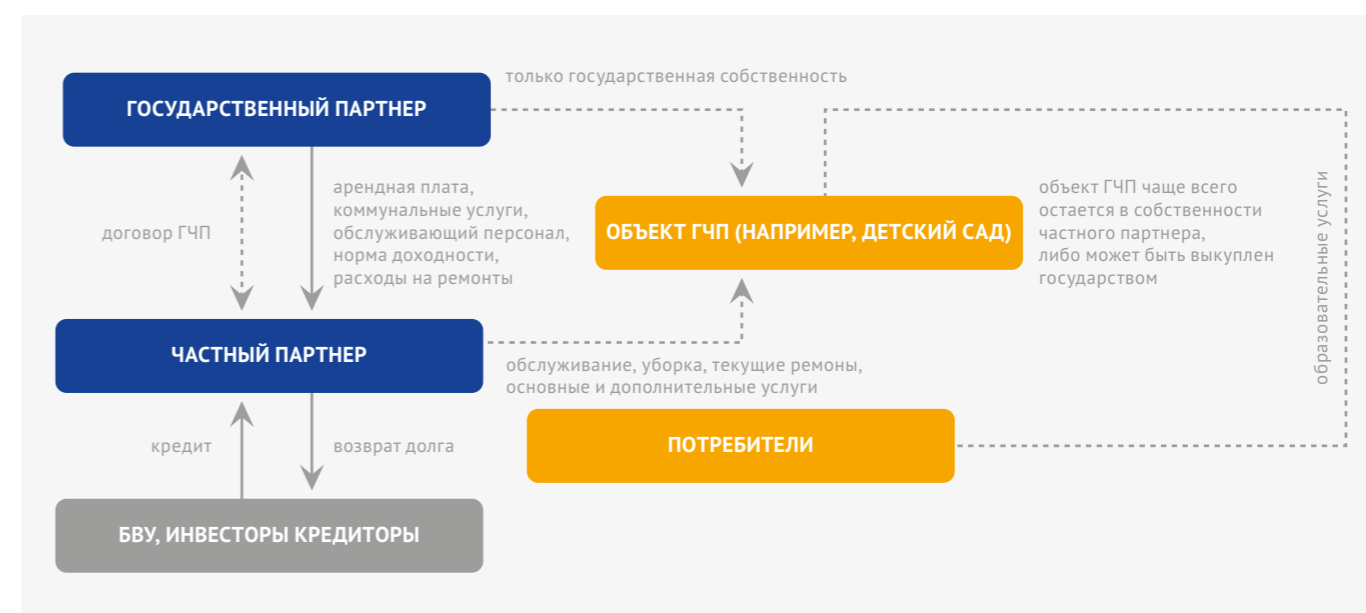 только государственная собственность
ГОСУДАРСТВЕННЫЙ ПАРТНЕР
договор ГЧП
арендная плата,
коммунальные услуги,
обслуживающий персонал,
норма доходности,
расходы на ремонты
ОБЪЕКТ ГЧП (НАПРИМЕР, ДЕТСКИЙ САД)
объект ГЧП чаще всего
остается в собственности
частного партнера,
либо может быть выкуплен
государством
образовательные услуги
ЧАСТНЫЙ ПАРТНЕР
обслуживание, уборка, текущие ремоны,
основные и дополнительные услуги
кредит
возврат долга
ПОТРЕБИТЕЛИ
БВУ, ИНВЕСТОРЫ КРЕДИТОРЫ